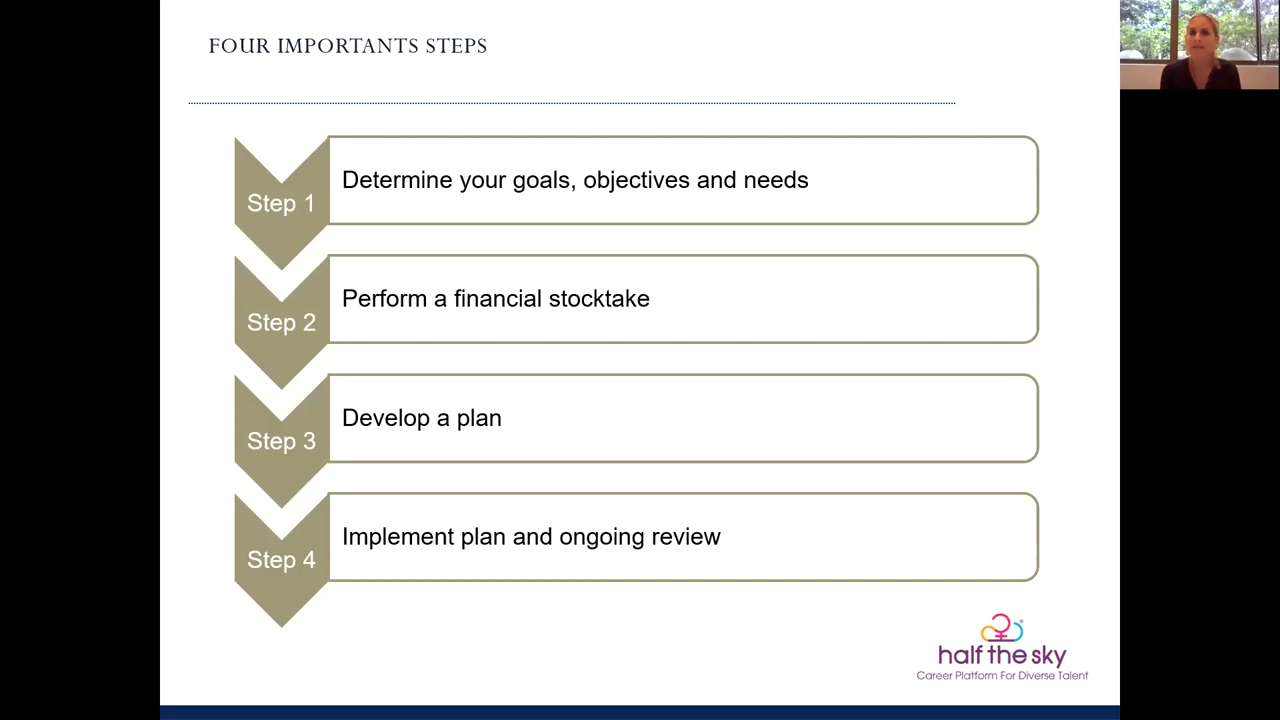 FOUR IMPORTANTS STEPS
Step 1
Determine your goals, objectives and needs
Step 2
Perform a financial stocktake
Step 3
Develop a plan
Step 4
Implement plan and ongoing review
half the sky
Career Platform For Diverse Talent